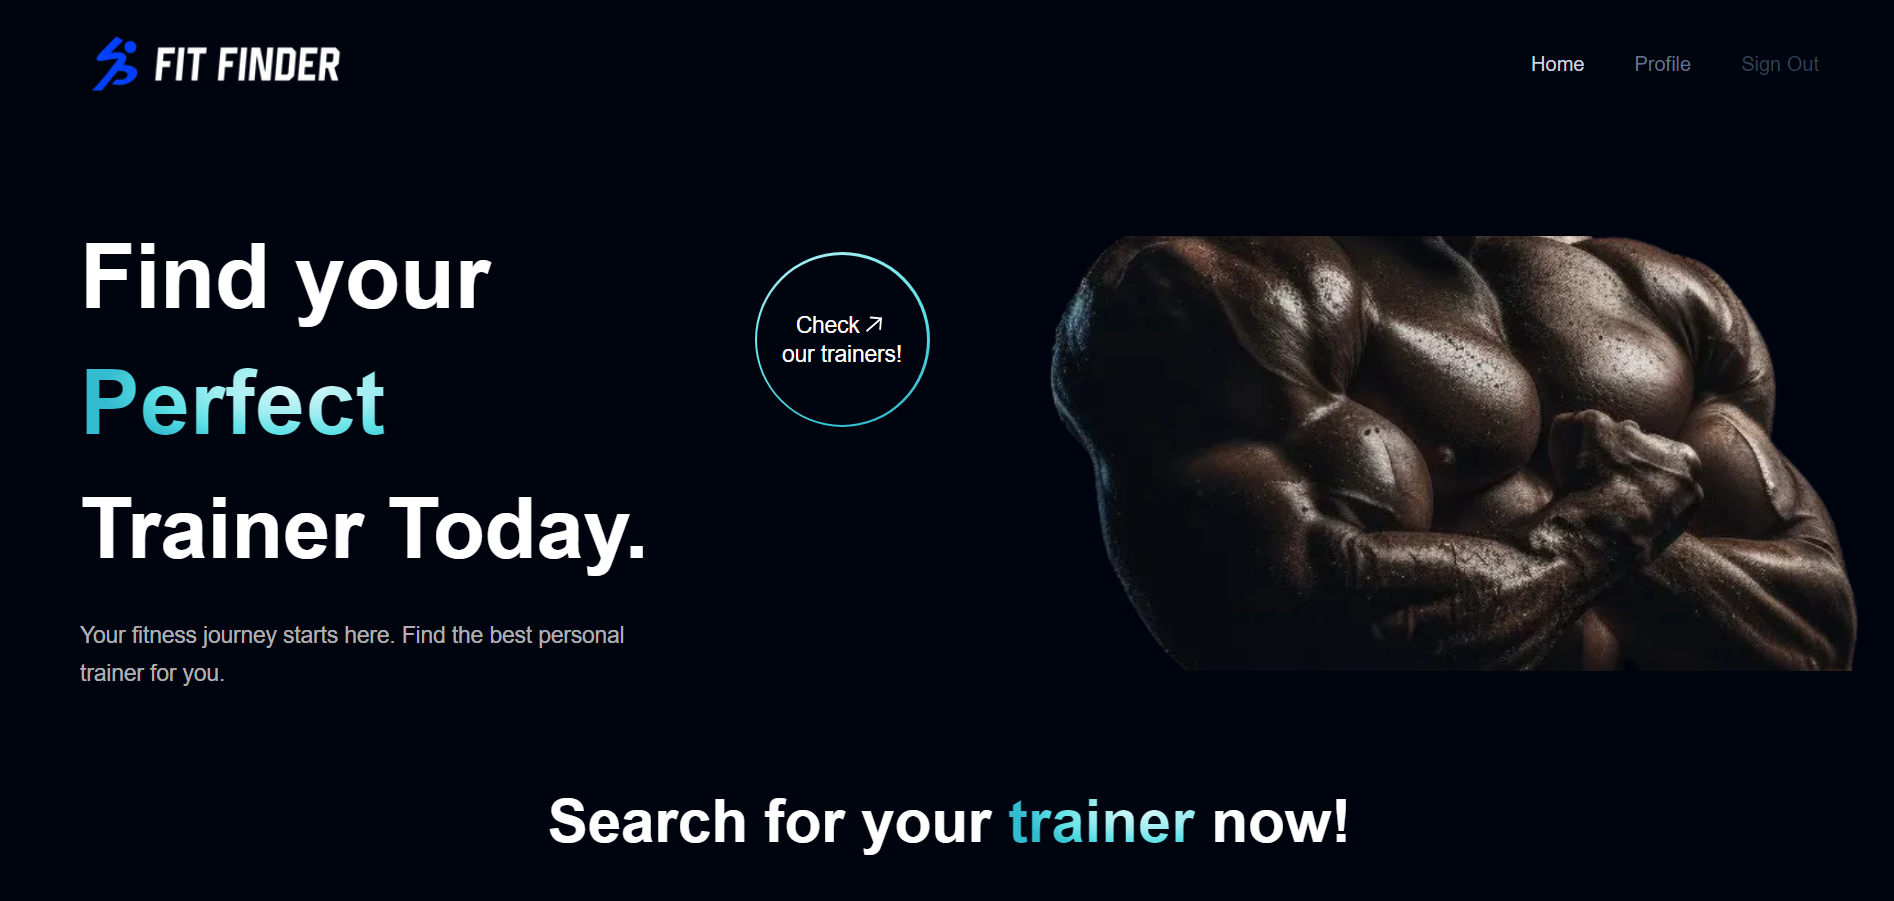 FIT FINDER
Home
Profile
Sign Out
Find your
Perfect
Trainer Today.
Check
our trainers!
Your fitness journey starts here. Find the best personal
trainer for you.
Search for your trainer now!